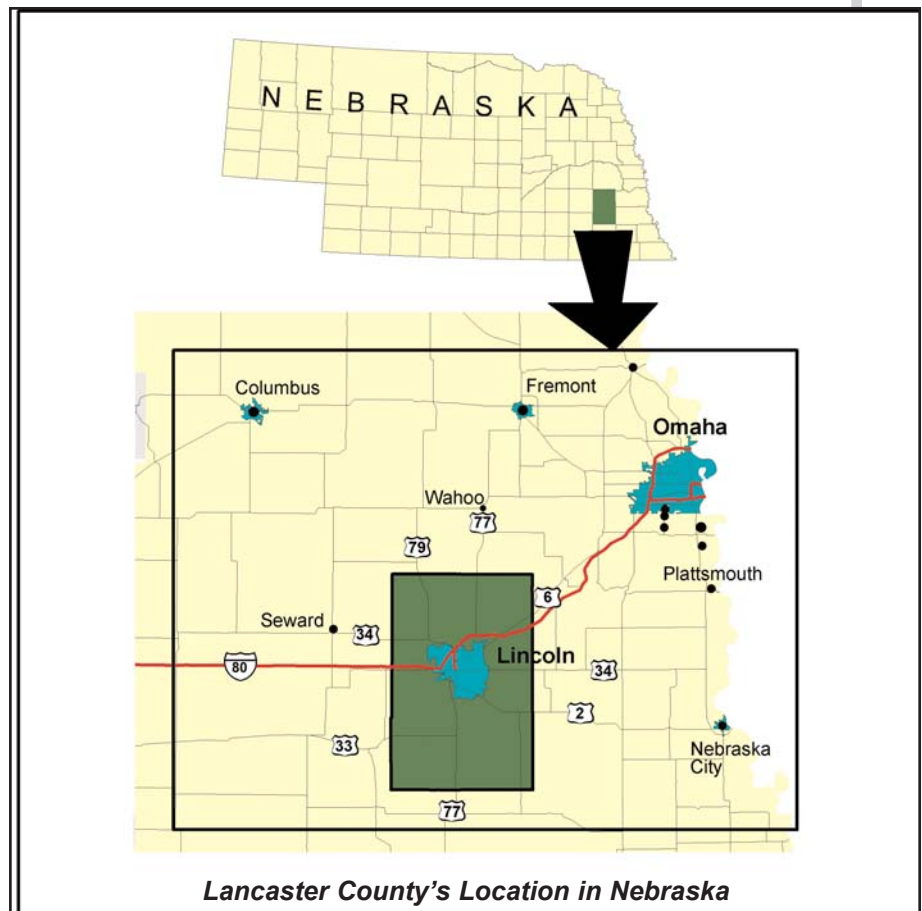 NEBRASKA
Columbus
Fremont
Omaha
Wahoo
77
79
6
Plattsmouth
Seward
34
Lincoln
80
34
2
33
Nebraska
City
77
Lancaster County's Location in Nebraska